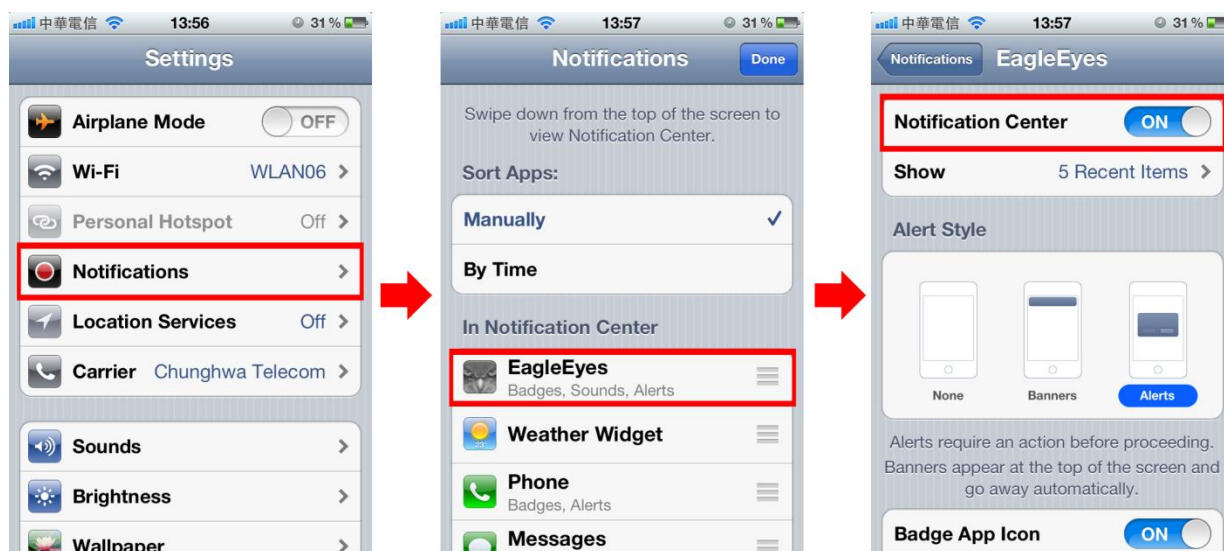 中華電信 13:56 31 %
Settings
Airplane Mode OFF
Wi-Fi WLAN06
Personal Hotspot Off
Notifications
Location Services Off
Carrier Chunghwa Telecom
Sounds
Brightness
Wallpaper
中華電信 13:57 31 %
Notifications Done
Swipe down from the top of the screen to
view Notification Center.
Sort Apps:
Manually
By Time
In Notification Center
EagleEyes
Badges, Sounds, Alerts
23°
Weather Widget
Phone
Badges, Alerts
Messages
中華電信 13:57 31 %
Notifications EagleEyes
Notification Center ON
Show 5 Recent Items
Alert Style
None Banners Alerts
Alerts require an action before proceeding.
Banners appear at the top of the screen and
go away automatically.
Badge App Icon ON